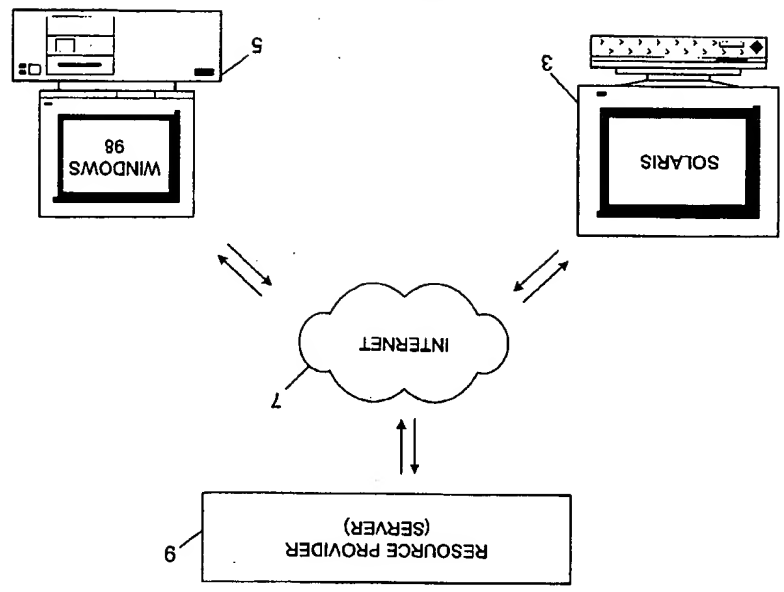 RESOURCE PROVIDER
(SERVER)
9
7
INTERNET
SOLARIS
3
WINDOWS
98
5